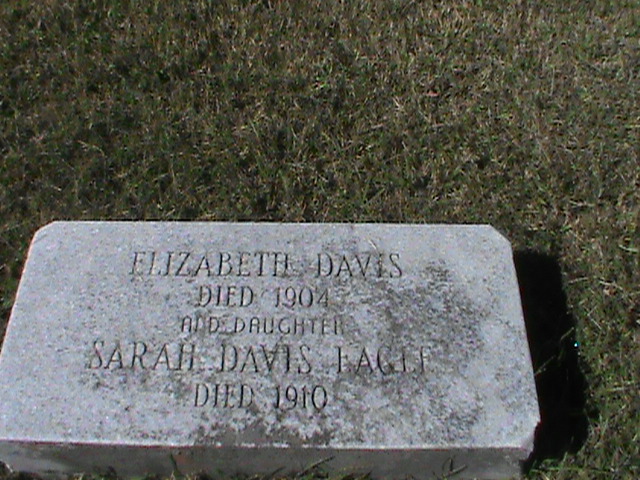 ELIZABETH DAVIS
DIED 1904
AND DAUGHTER
SARAH DAVIS EAGLE
DIED 1910